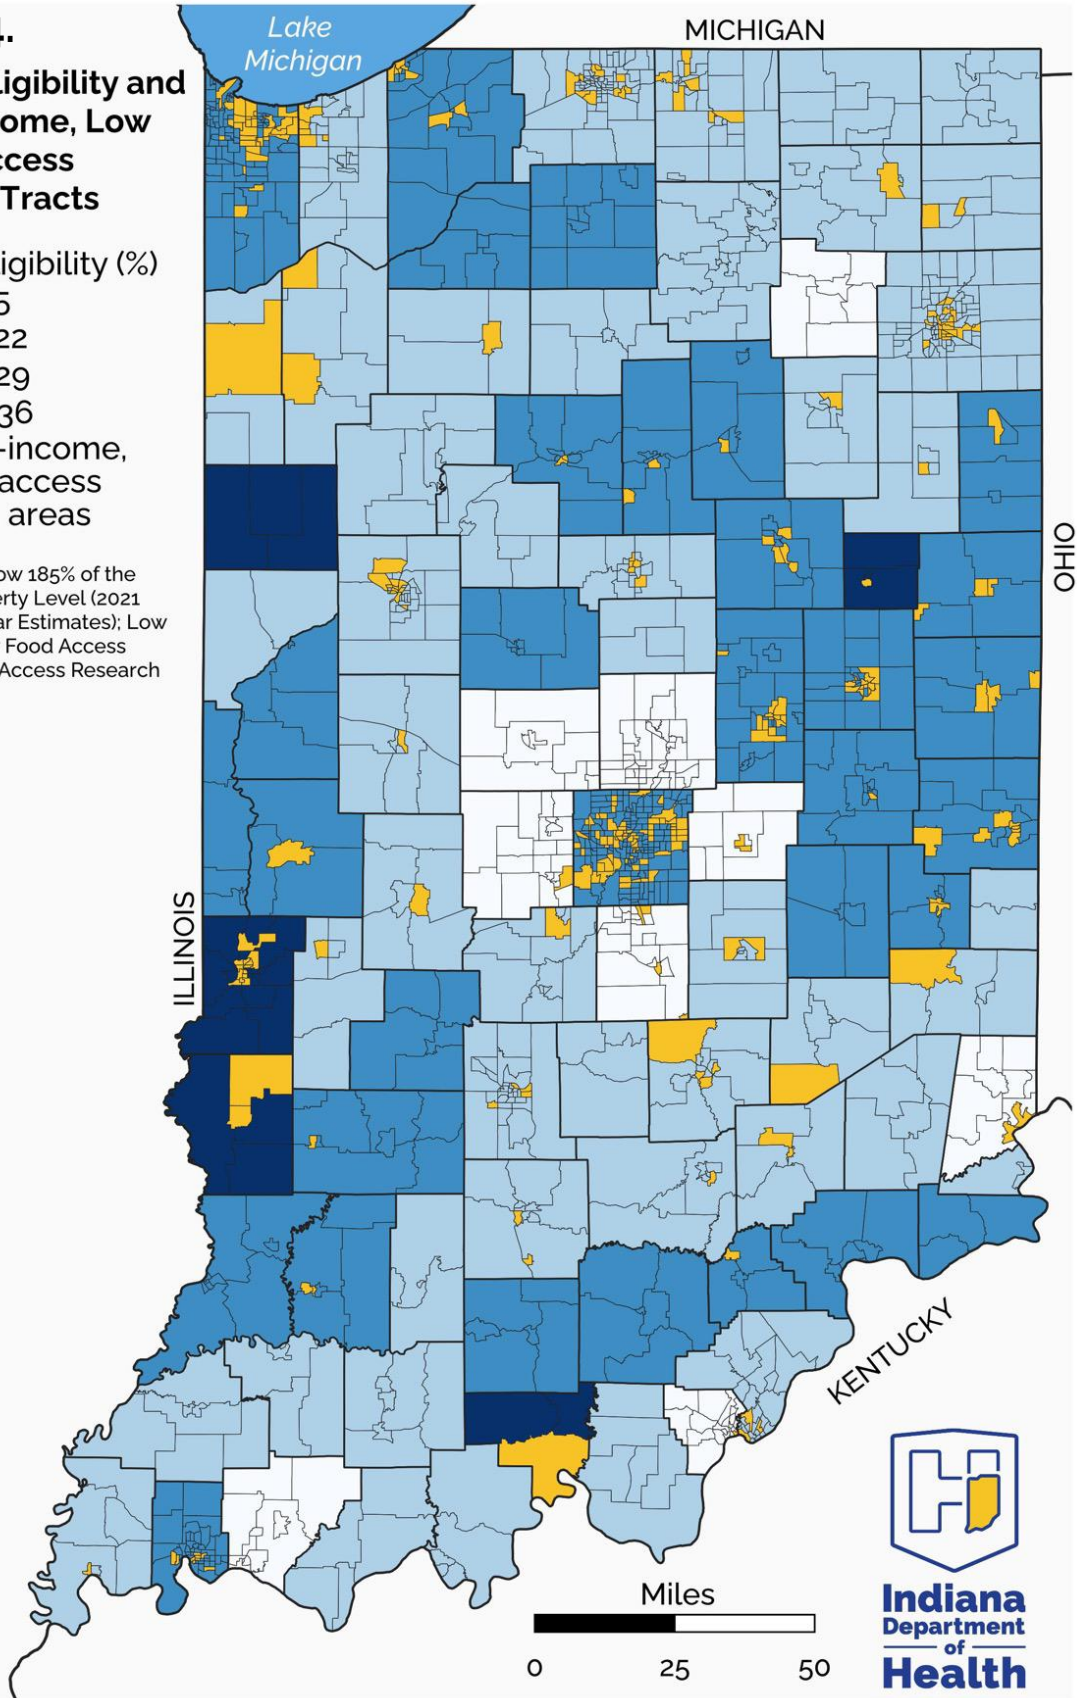 4.
Lake
Michigan
MICHIGAN
ligibility and
ome, Low
ccess
Tracts
igibility (%)
5
22
29
36
-income,
access
areas
ow 185% of the
erty Level (2021
ar Estimates); Low
Food Access
Access Research
OHIO
ILLINOIS
KENTUCKY
Miles
0 25 50
Indiana
Department
of
Health